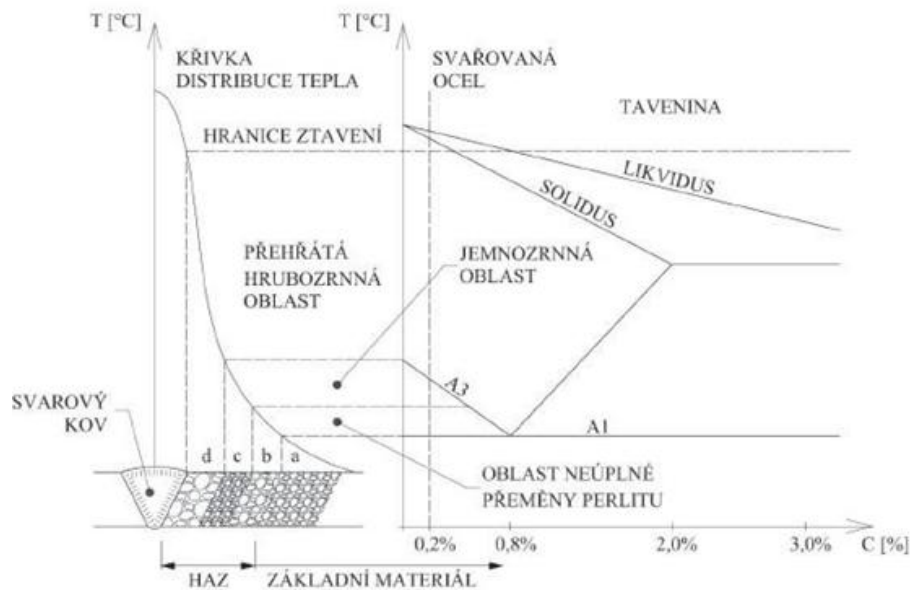 T [°C]
T [°C]
KŘIVKA
DISTRIBUCE TEPLA
SVAŘOVANÁ
OCEL
TAVENINA
HRANICE ZTAVENÍ
LIKVIDUS
SOLIDUS
PŘEHŘÁTÁ
HRUBOZRNNÁ
OBLAST
JEMNOZRNNÁ
OBLAST
A3
A1
SVAROVÝ
KOV
d
c
b
a
OBLAST NEÚPLNÉ
PŘEMĚNY PERLITU
0,2%
0,8%
2,0%
3,0%
C [%]
HAZ
ZÁKLADNÍ MATERIÁL